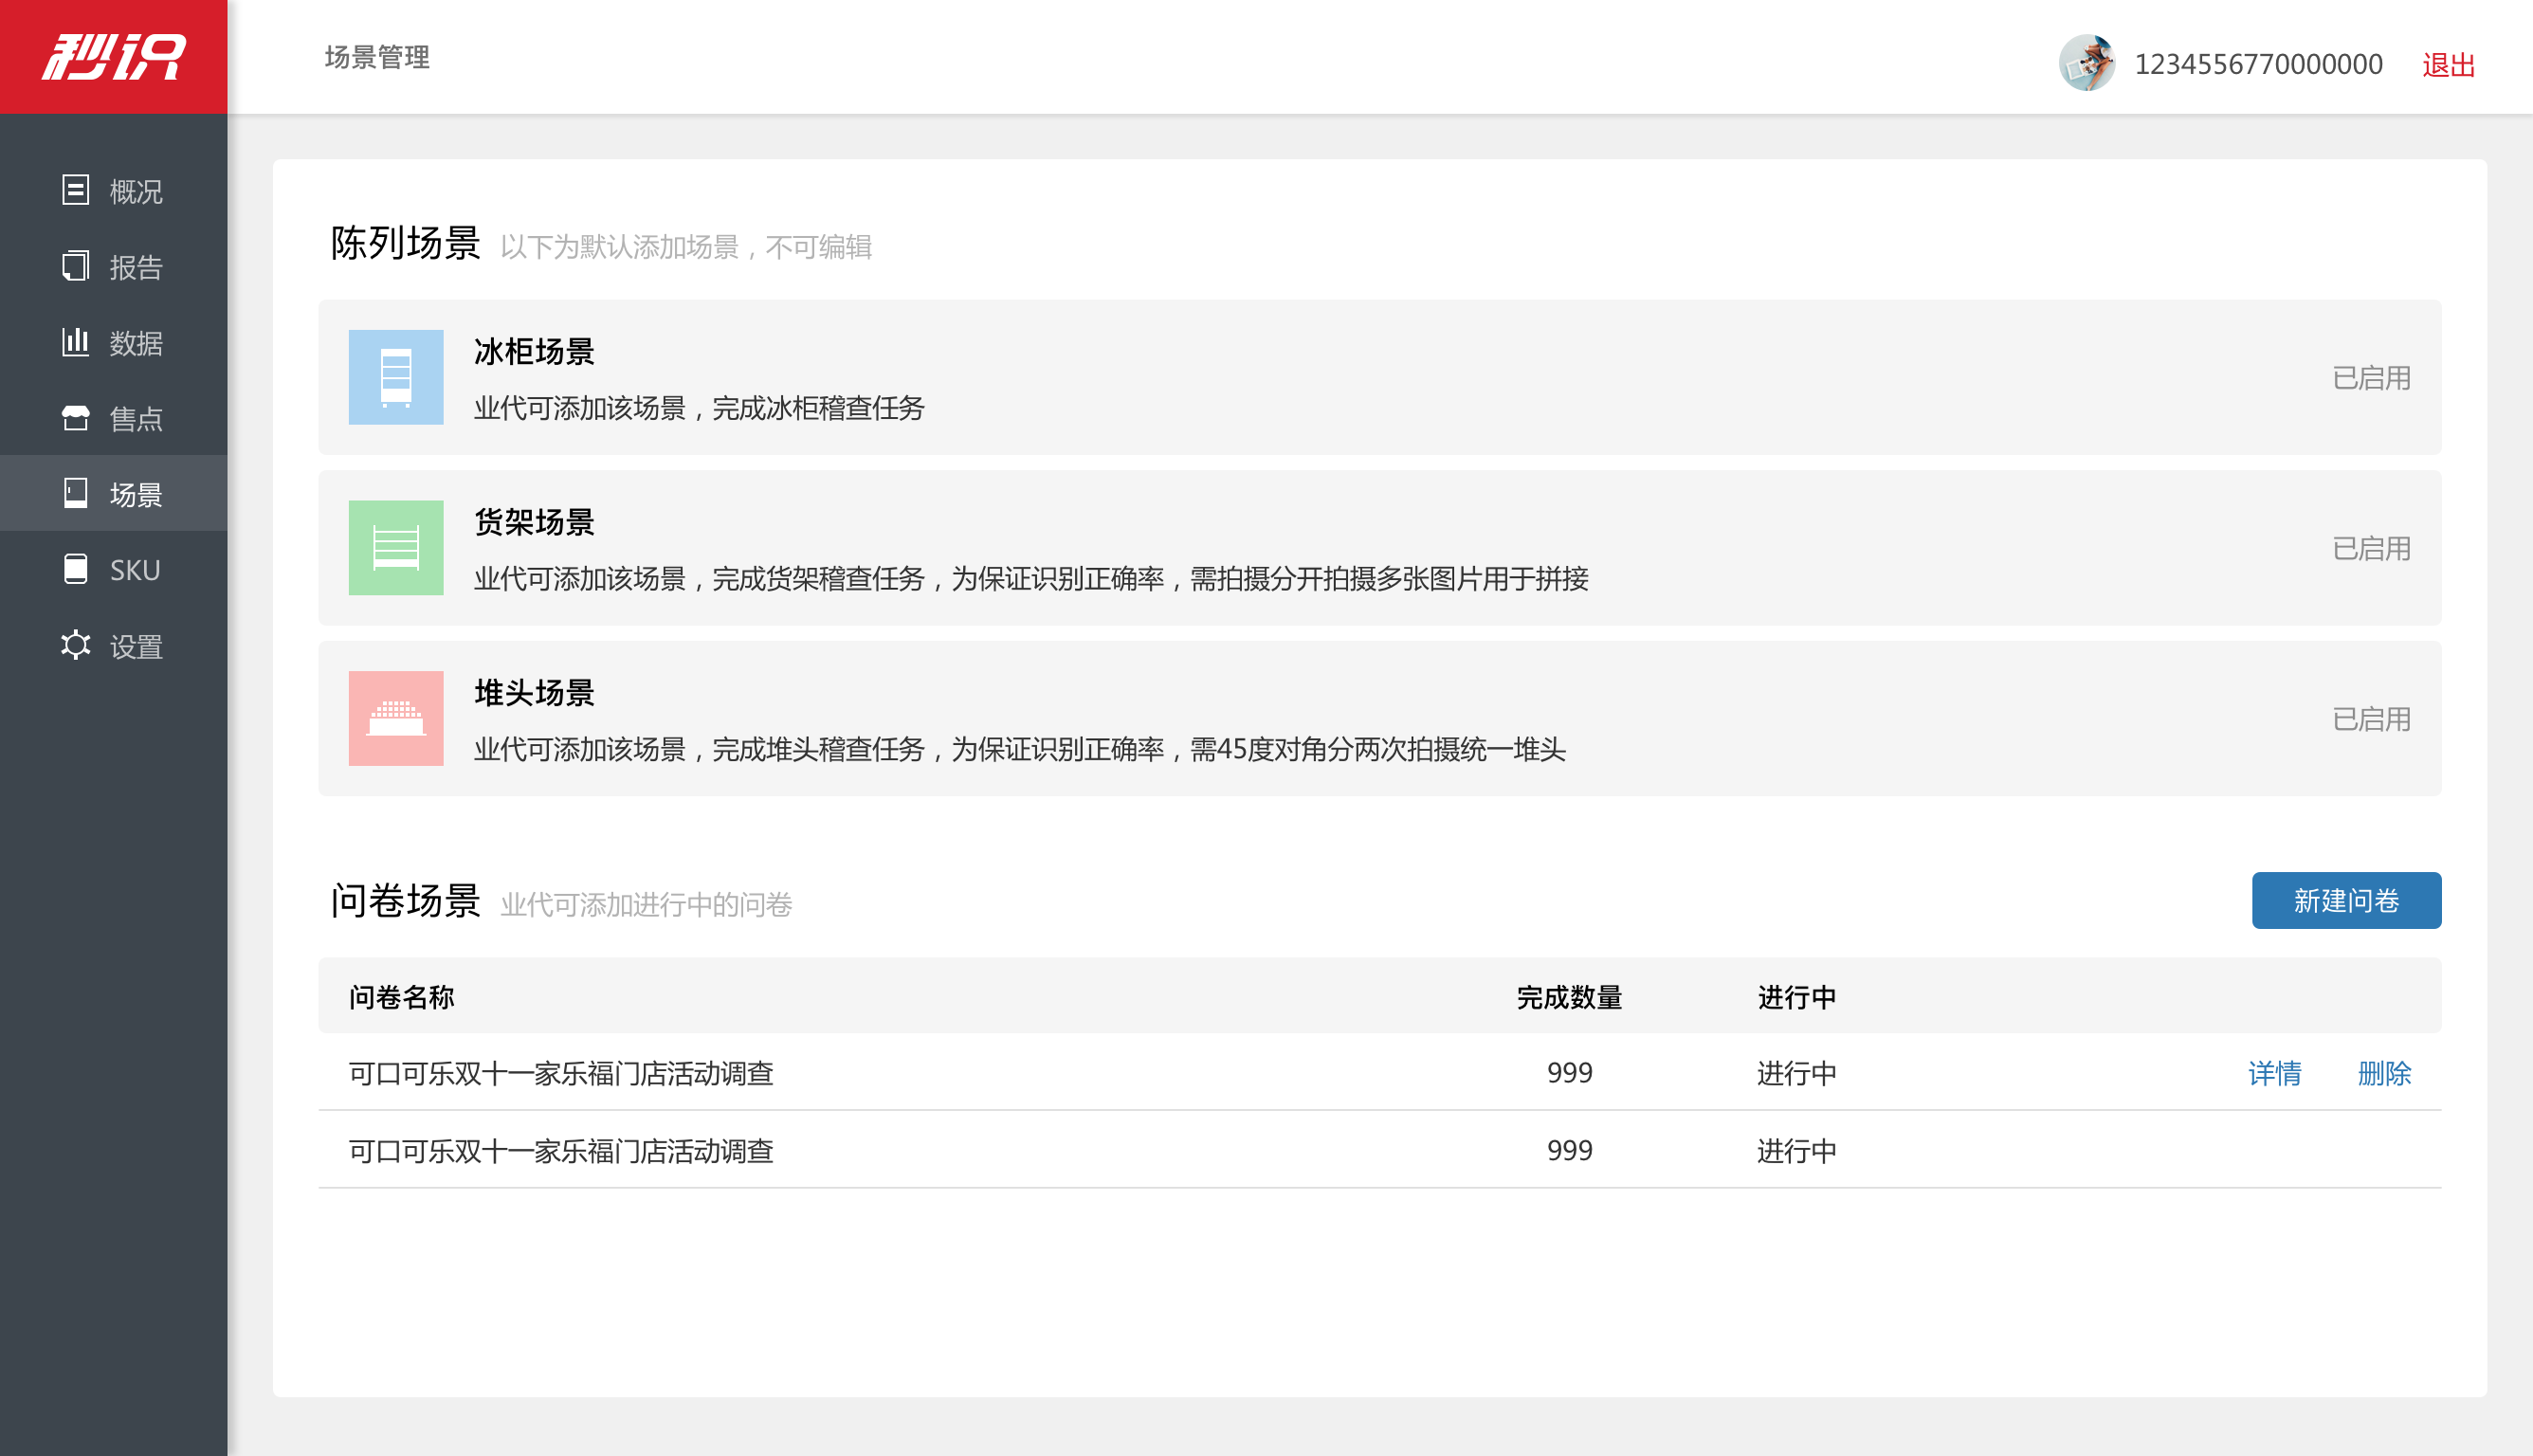 秒识
场景管理
1234556770000000
退出
概况
报告
数据
售点
场景
SKU
设置
陈列场景 以下为默认添加场景，不可编辑
冰柜场景
业代可添加该场景，完成冰柜稽查任务
已启用
货架场景
业代可添加该场景，完成货架稽查任务，为保证识别正确率，需拍摄分开拍摄多张图片用于拼接
已启用
堆头场景
业代可添加该场景，完成堆头稽查任务，为保证识别正确率，需45度对角分两次拍摄统一堆头
已启用
问卷场景 业代可添加进行中的问卷
新建问卷
问卷名称 完成数量 进行中
可口可乐双十一家乐福门店活动调查 999 进行中 详情 删除
可口可乐双十一家乐福门店活动调查 999 进行中